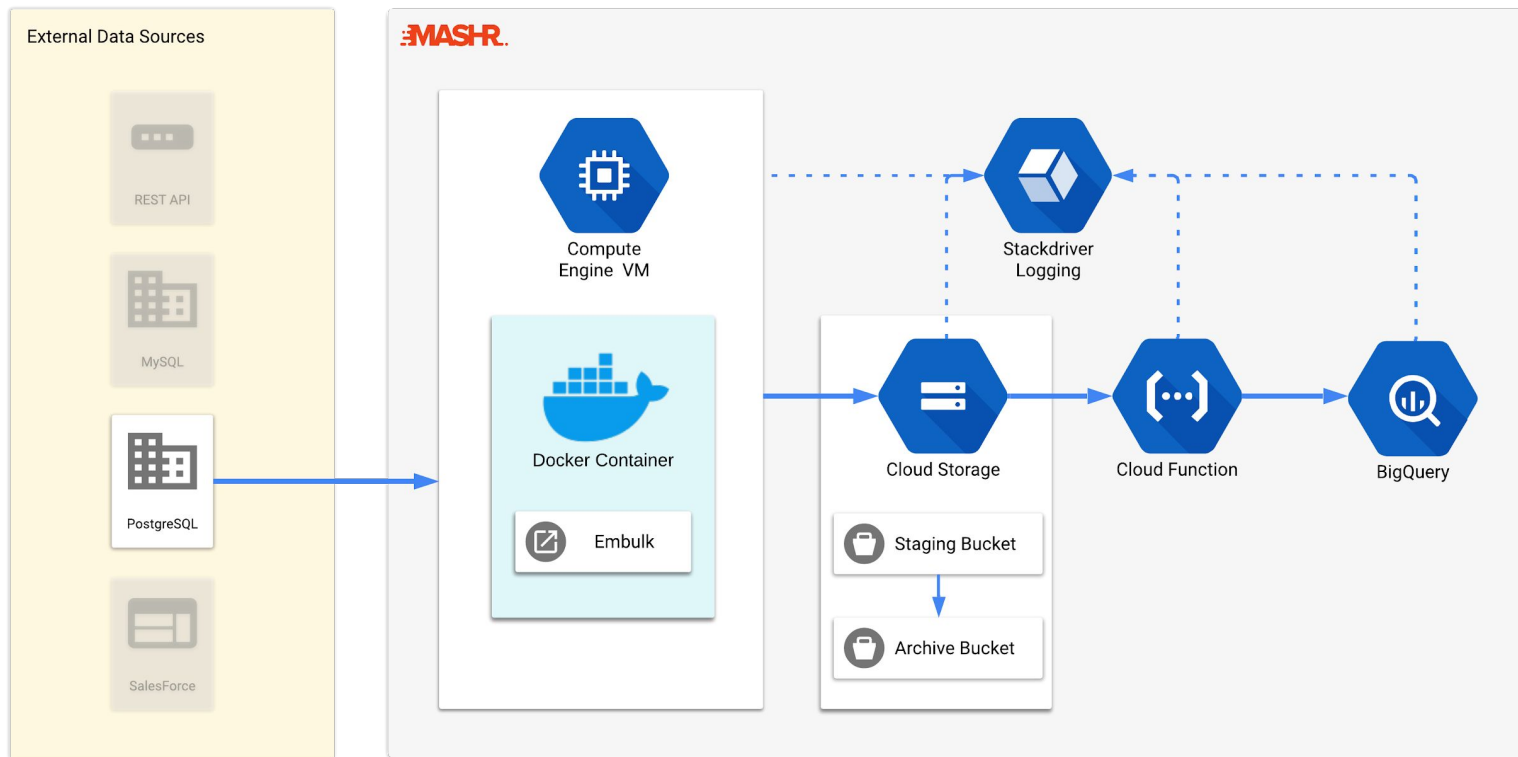 External Data Sources
REST API
MySQL
PostgreSQL
SalesForce
MASHR
Compute
Engine VM
Docker Container
Embulk
Stackdriver
Logging
Cloud Storage
Staging Bucket
Archive Bucket
Cloud Function
BigQuery